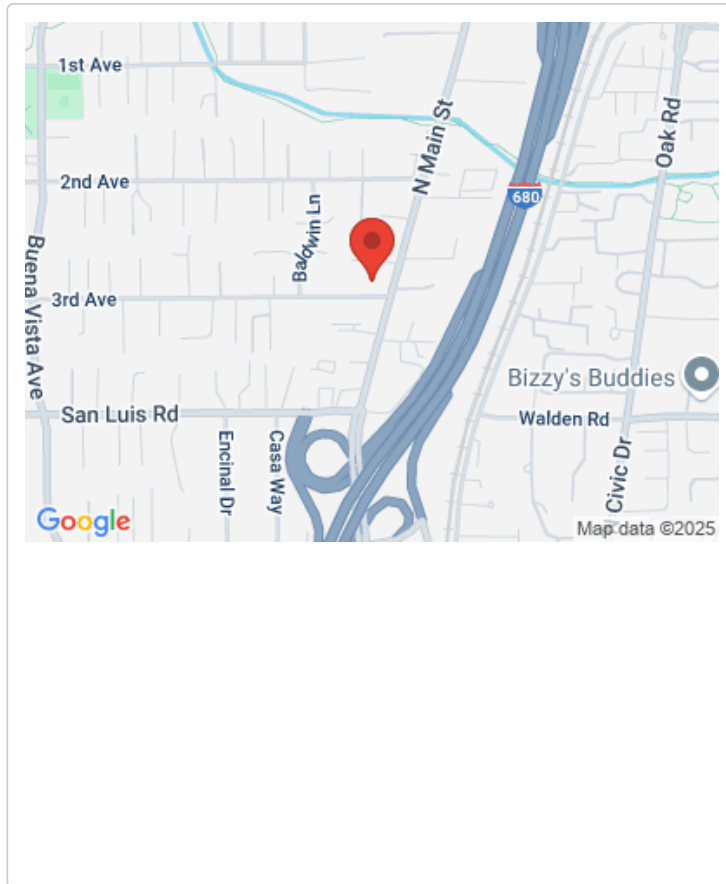 1st Ave
N Main St
Oak Rd
2nd Ave
680
Baldwin Ln
Buena Vista Ave
3rd Ave
Bizzy's Buddies
San Luis Rd
Walden Rd
Encinal Dr
Casa Way
Civic Dr
Google
Map data ©2025